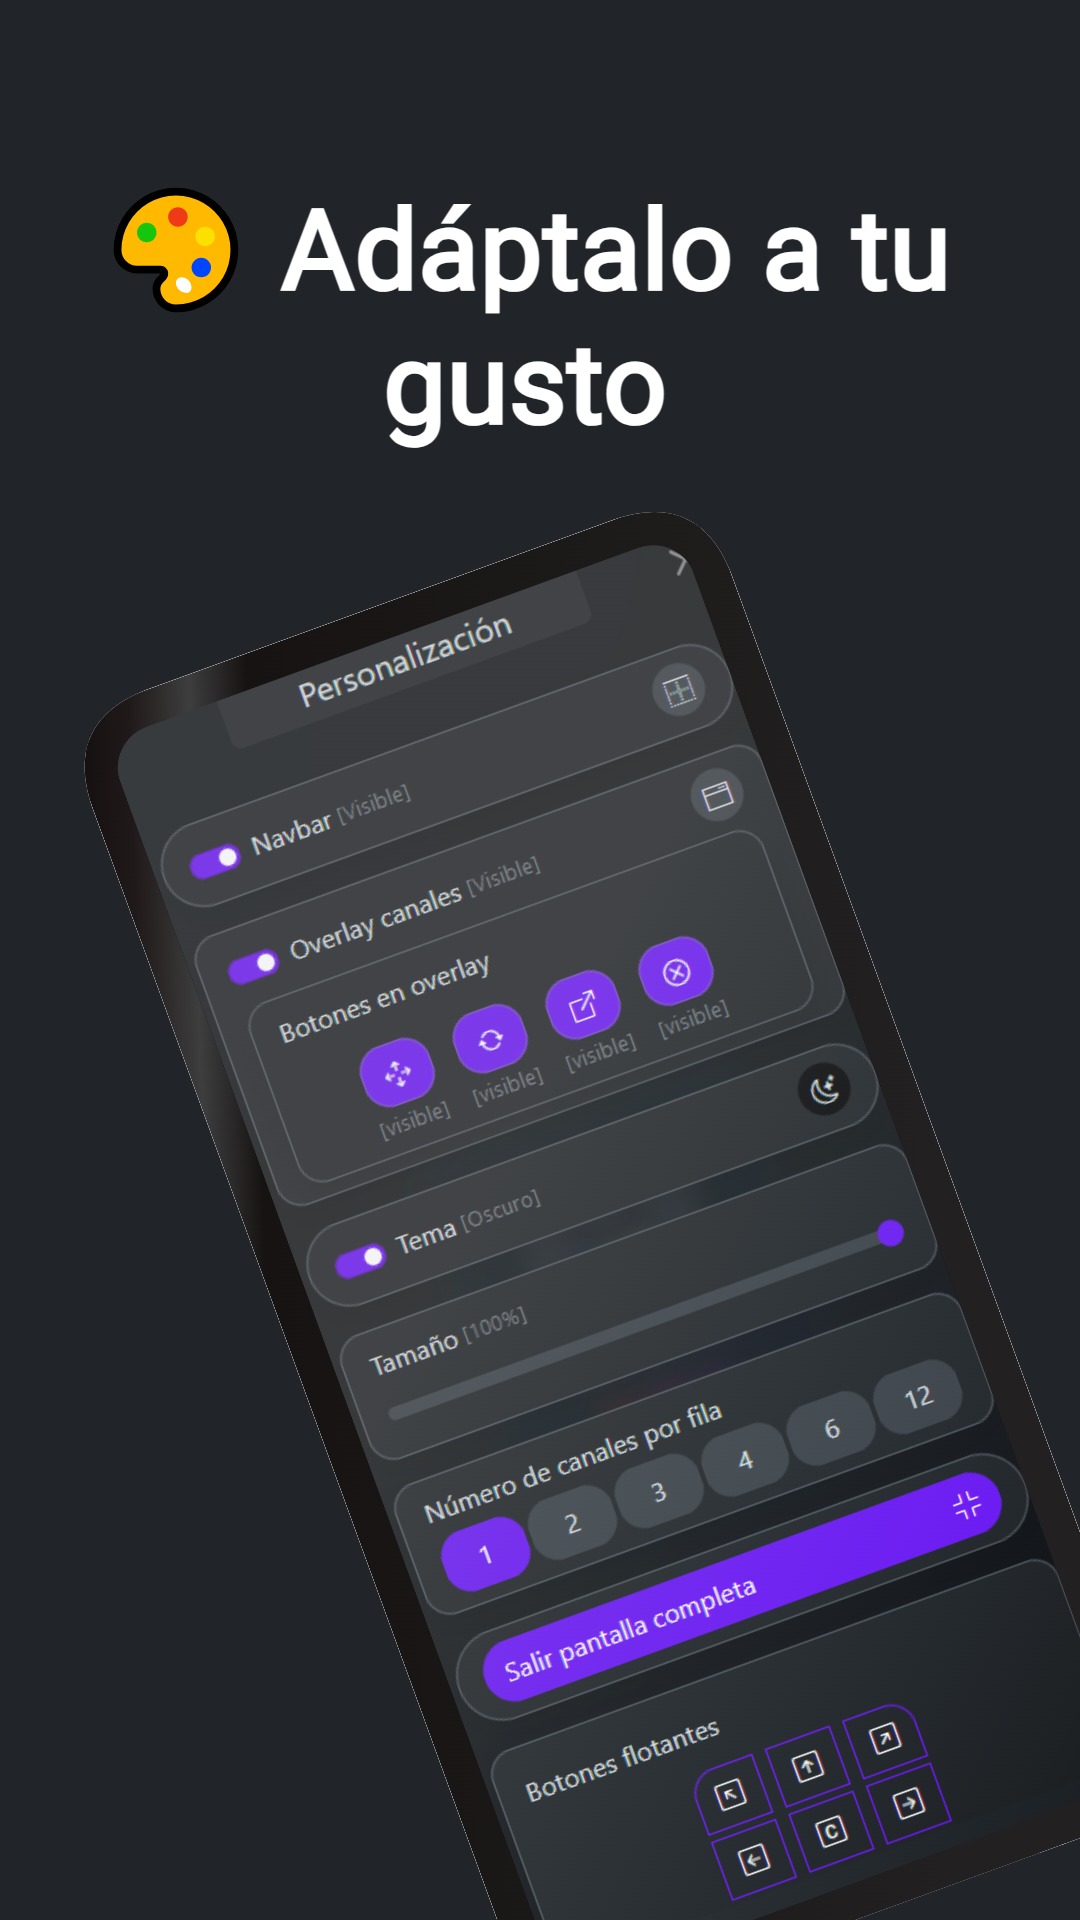 Adáptalo a tu
gusto
Personalización
Navbar [Visible]
Overlay canales [Visible]
Botones en overlay
[visible] [visible] [visible] [visible]
Tema [Oscuro]
Tamaño [100%]
Número de canales por fila
1 2 3 4 6 12
Salir pantalla completa
Botones flotantes
C